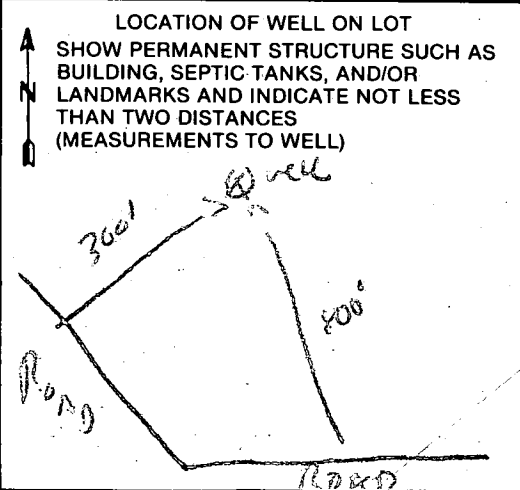 LOCATION OF WELL ON LOT
SHOW PERMANENT STRUCTURE SUCH AS
BUILDING, SEPTIC TANKS, AND/OR
LANDMARKS AND INDICATE NOT LESS
THAN TWO DISTANCES
(MEASUREMENTS TO WELL)
N
well
300'
800'
ROAD
ROAD